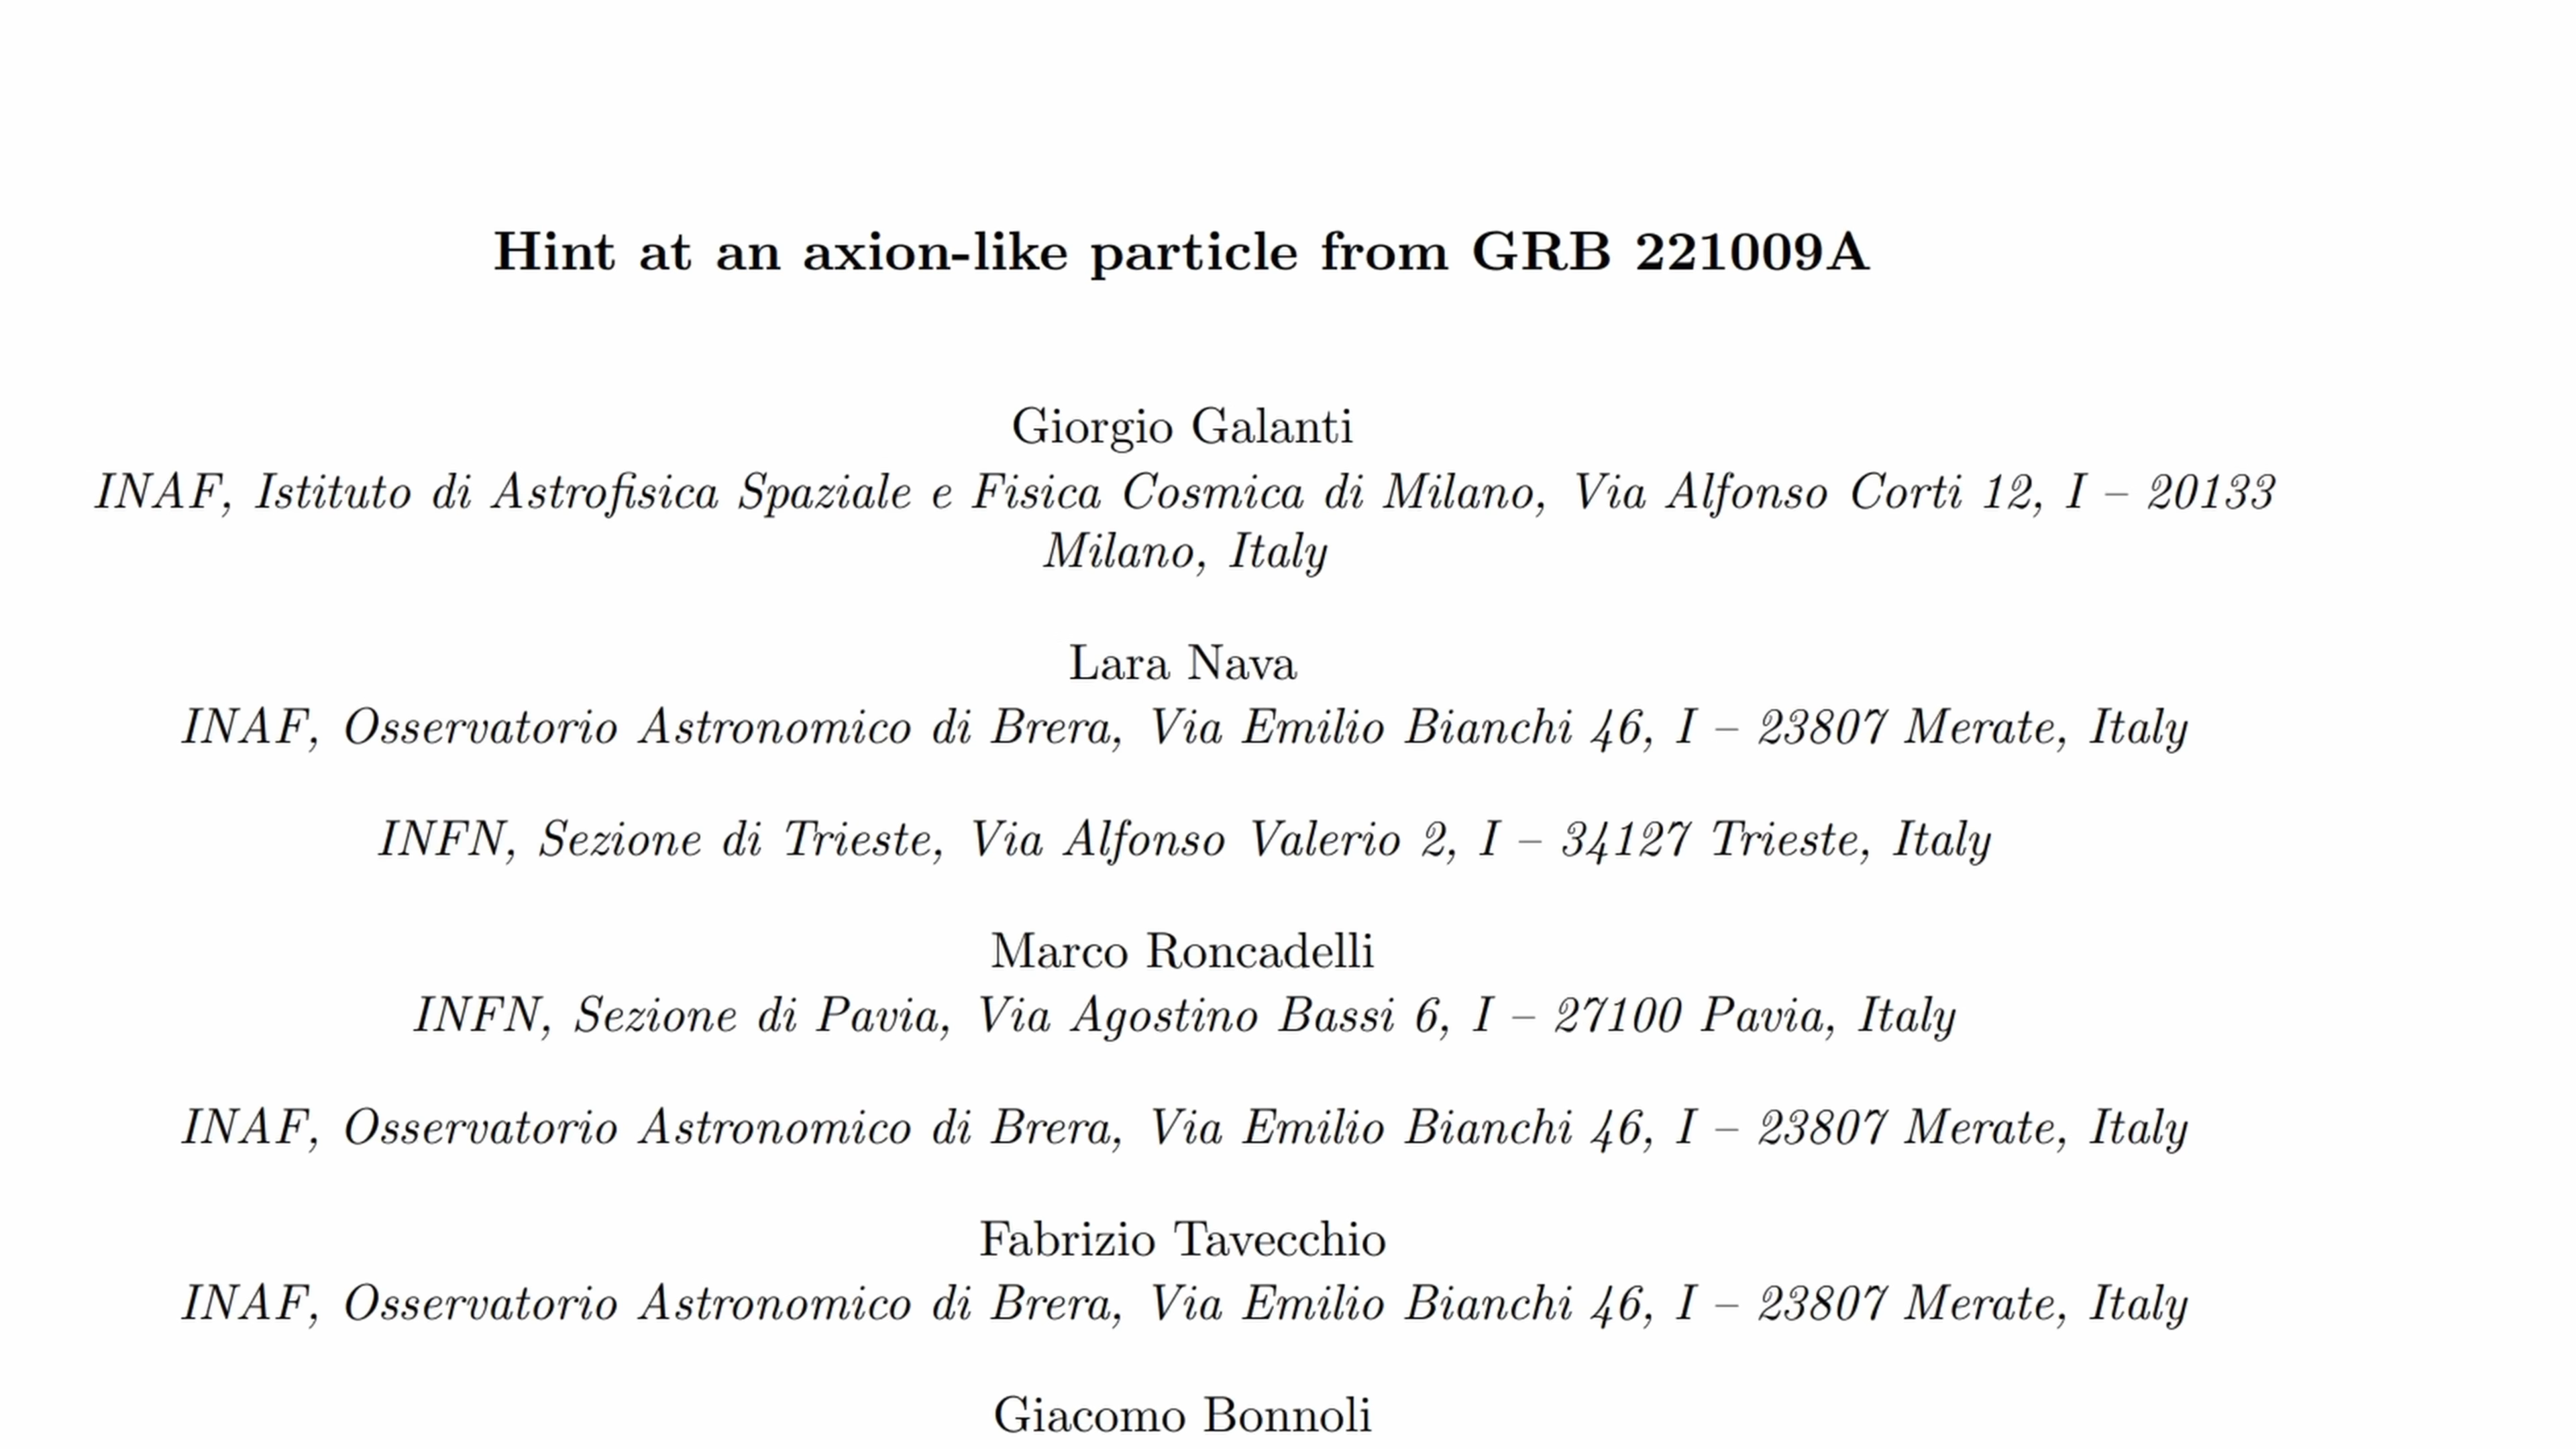 Hint at an axion-like particle from GRB 221009A
Giorgio Galanti
INAF, Istituto di Astrofisica Spaziale e Fisica Cosmica di Milano, Via Alfonso Corti 12, I – 20133
Milano, Italy
Lara Nava
INAF, Osservatorio Astronomico di Brera, Via Emilio Bianchi 46, I – 23807 Merate, Italy
INFN, Sezione di Trieste, Via Alfonso Valerio 2, I – 34127 Trieste, Italy
Marco Roncadelli
INFN, Sezione di Pavia, Via Agostino Bassi 6, I – 27100 Pavia, Italy
INAF, Osservatorio Astronomico di Brera, Via Emilio Bianchi 46, I – 23807 Merate, Italy
Fabrizio Tavecchio
INAF, Osservatorio Astronomico di Brera, Via Emilio Bianchi 46, I – 23807 Merate, Italy
Giacomo Bonnoli